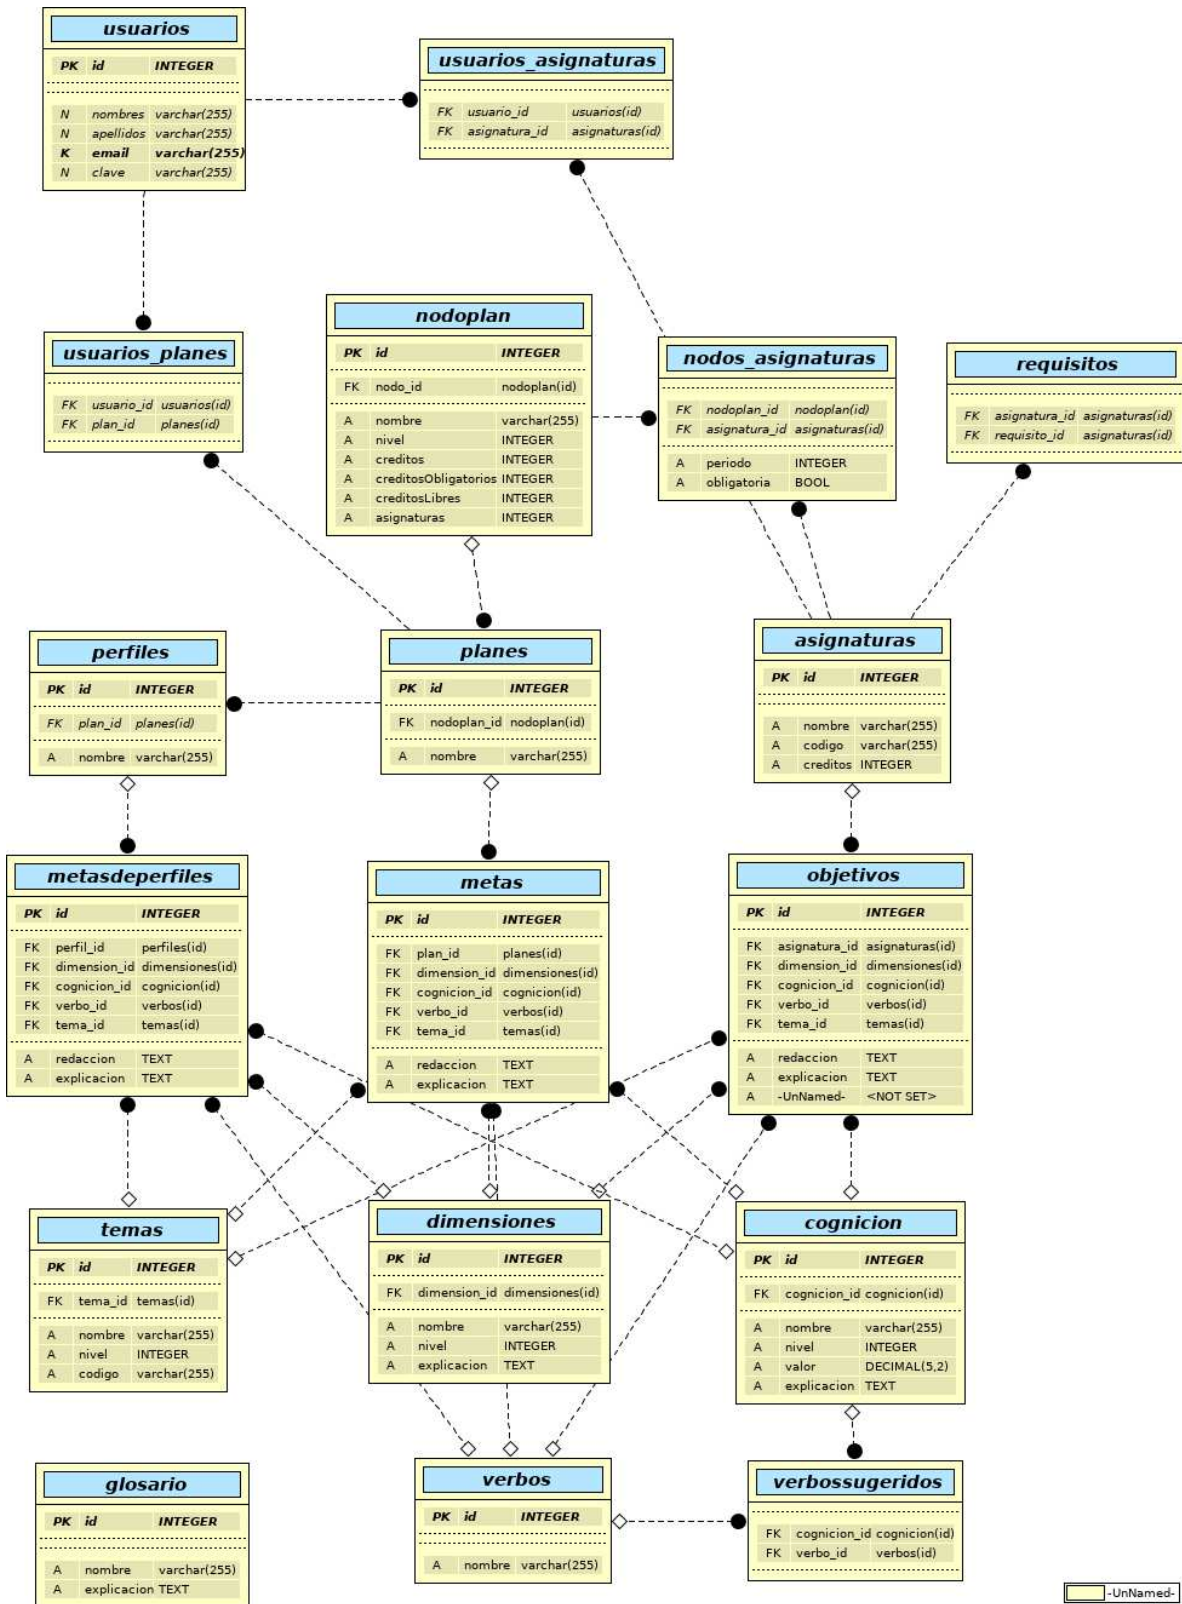 usuarios
PK id INTEGER
N nombres varchar(255)
N apellidos varchar(255)
K email varchar(255)
N clave varchar(255)
usuarios_asignaturas
FK usuario_id usuarios(id)
FK asignatura_id asignaturas(id)
usuarios_planes
FK usuario_id usuarios(id)
FK plan_id planes(id)
nodoplan
PK id INTEGER
FK nodo_id nodoplan(id)
A nombre varchar(255)
A nivel INTEGER
A creditos INTEGER
A creditosObligatorios INTEGER
A creditosLibres INTEGER
A asignaturas INTEGER
nodos_asignaturas
FK nodoplan_id nodoplan(id)
FK asignatura_id asignaturas(id)
A periodo INTEGER
A obligatoria BOOL
requisitos
FK asignatura_id asignaturas(id)
FK requisito_id asignaturas(id)
perfiles
PK id INTEGER
FK plan_id planes(id)
A nombre varchar(255)
planes
PK id INTEGER
FK nodoplan_id nodoplan(id)
A nombre varchar(255)
asignaturas
PK id INTEGER
A nombre varchar(255)
A codigo varchar(255)
A creditos INTEGER
metasdeperfiles
PK id INTEGER
FK perfil_id perfiles(id)
FK dimension_id dimensiones(id)
FK cognicion_id cognicion(id)
FK verbo_id verbos(id)
FK tema_id temas(id)
A redaccion TEXT
A explicacion TEXT
metas
PK id INTEGER
FK plan_id planes(id)
FK dimension_id dimensiones(id)
FK cognicion_id cognicion(id)
FK verbo_id verbos(id)
FK tema_id temas(id)
A redaccion TEXT
A explicacion TEXT
objetivos
PK id INTEGER
FK asignatura_id asignaturas(id)
FK dimension_id dimensiones(id)
FK cognicion_id cognicion(id)
FK verbo_id verbos(id)
FK tema_id temas(id)
A redaccion TEXT
A explicacion TEXT
A -UnNamed- <NOT SET>
temas
PK id INTEGER
FK tema_id temas(id)
A nombre varchar(255)
A nivel INTEGER
A codigo varchar(255)
dimensiones
PK id INTEGER
FK dimension_id dimensiones(id)
A nombre varchar(255)
A nivel INTEGER
A explicacion TEXT
cognicion
PK id INTEGER
FK cognicion_id cognicion(id)
A nombre varchar(255)
A nivel INTEGER
A valor DECIMAL(5,2)
A explicacion TEXT
glosario
PK id INTEGER
A nombre varchar(255)
A explicacion TEXT
verbos
PK id INTEGER
A nombre varchar(255)
verbossugeridos
FK cognicion_id cognicion(id)
FK verbo_id verbos(id)
-UnNamed-